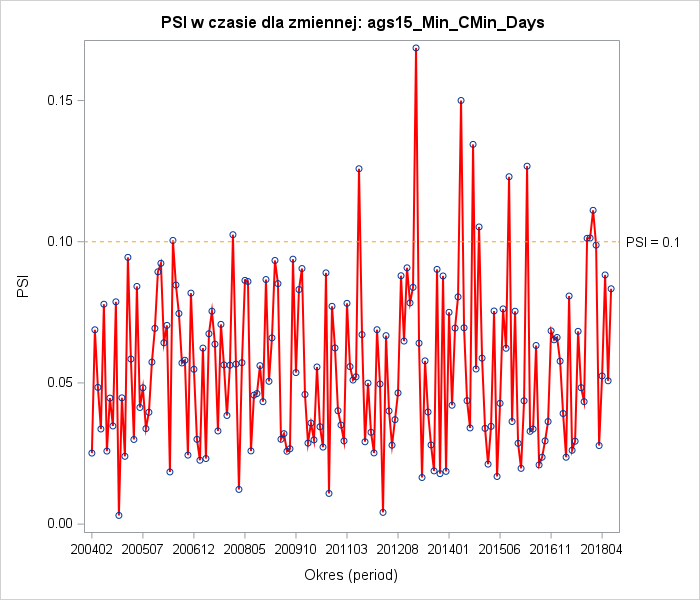 PSI w czasie dla zmiennej: ags15_Min_CMin_Days
0.15
0.10
0.05
0.00
PSI
PSI = 0.1
200402 200507 200612 200805 200910 201103 201208 201401 201506 201611 201804
Okres (period)